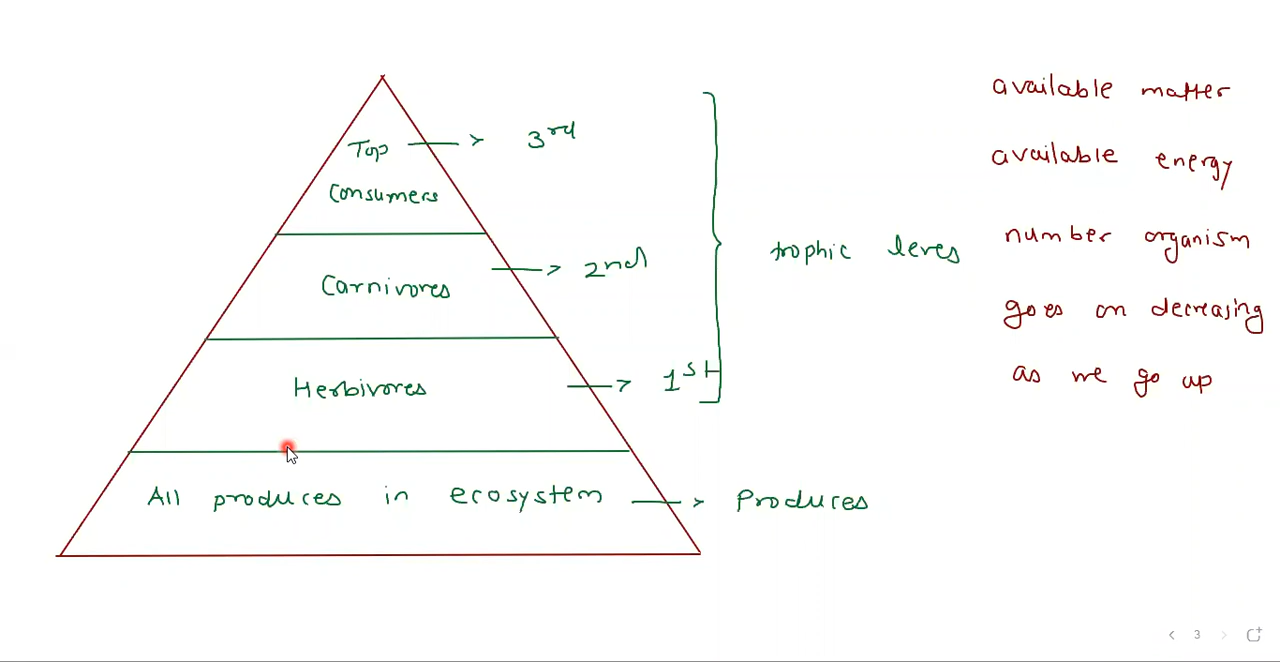 Top
Consumers
3rd
Carnivores
2nd
Herbivores
1st
All produces in ecosystem
Produces
trophic leves
available matter
available energy
number organism
goes on decreasing
as we go up
3